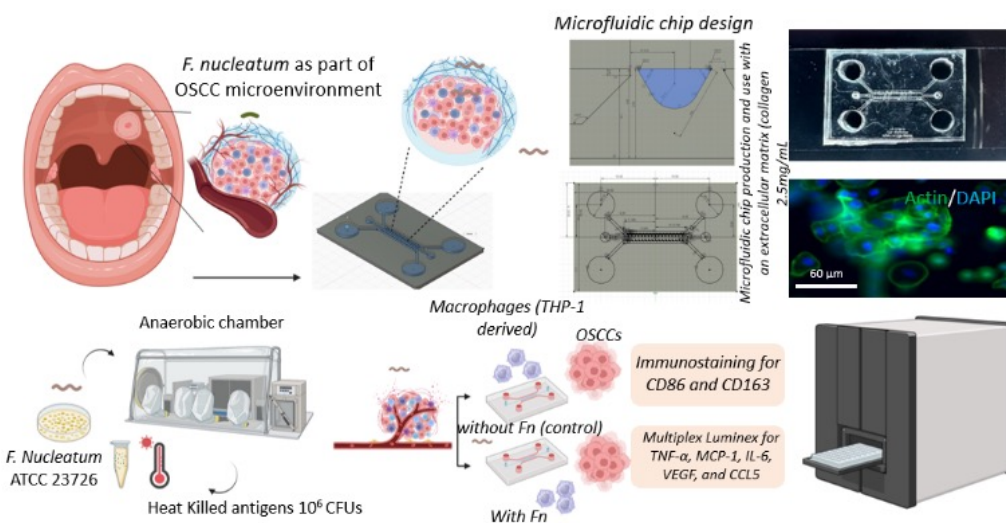 Microfluidic chip design
F. nucleatum as part of
OSCC microenvironment
Microfluidic chip production and use with
an extracellular matrix (collagen
2.5mg/mL
Actin/DAPI
60 µm
Anaerobic chamber
F. Nucleatum
ATCC 23726
Heat Killed antigens 10⁶ CFUs
Macrophages (THP-1
derived)
OSCCs
without Fn (control)
With Fn
Immunostaining for
CD86 and CD163
Multiplex Luminex for
TNF-α, MCP-1, IL-6,
VEGF, and CCL5